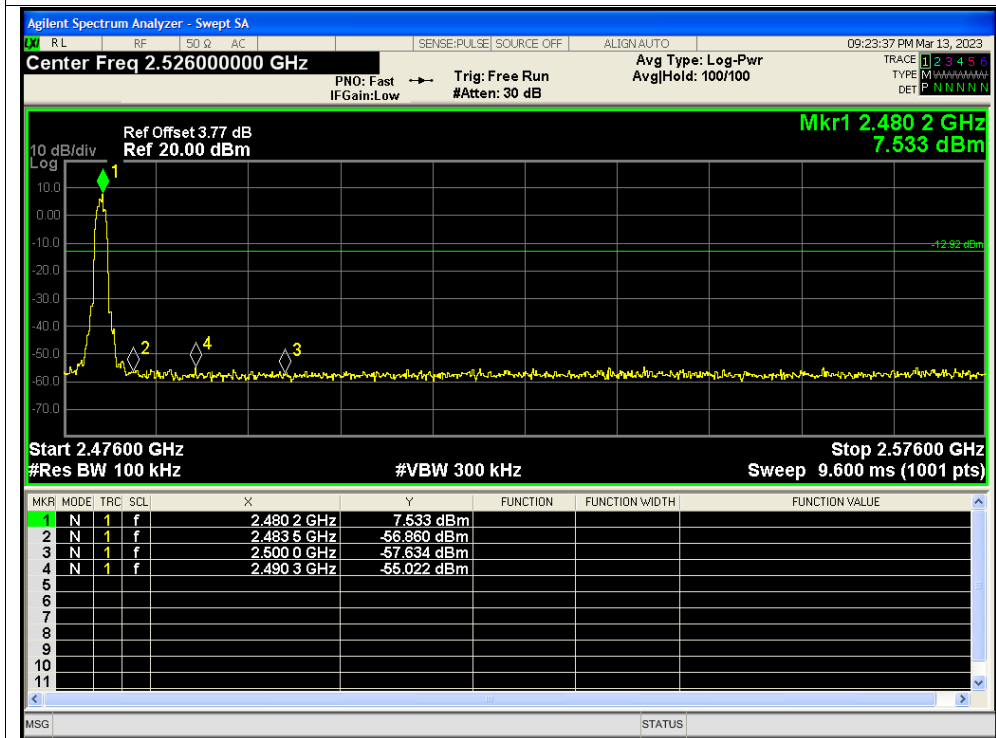 Agilent Spectrum Analyzer - Swept SA
LXI RL RF 50 Ω AC SENSE:PULSE SOURCE OFF ALIGN AUTO 09:23:37 PM Mar 13, 2023
Center Freq 2.526000000 GHz
PNO: Fast
IFGain:Low
Trig: Free Run
#Atten: 30 dB
Avg Type: Log-Pwr
Avg|Hold: 100/100
TRACE 1 2 3 4 5 6
TYPE M WWWWW
DET P N N N N N
Mkr1 2.480 2 GHz
7.533 dBm
Ref Offset 3.77 dB
10 dB/div Ref 20.00 dBm
Log
1
10.0
0.00
-10.0
-12.92 dBm
-20.0
-30.0
-40.0
-50.0
2 4 3
-60.0
-70.0
Start 2.47600 GHz Stop 2.57600 GHz
#Res BW 100 kHz #VBW 300 kHz Sweep 9.600 ms (1001 pts)
MKR MODE TRC SCL X Y FUNCTION FUNCTION WIDTH FUNCTION VALUE
1 N 1 f 2.480 2 GHz 7.533 dBm
2 N 1 f 2.483 5 GHz -56.860 dBm
3 N 1 f 2.500 0 GHz -57.634 dBm
4 N 1 f 2.490 3 GHz -55.022 dBm
5
6
7
8
9
10
11
MSG STATUS